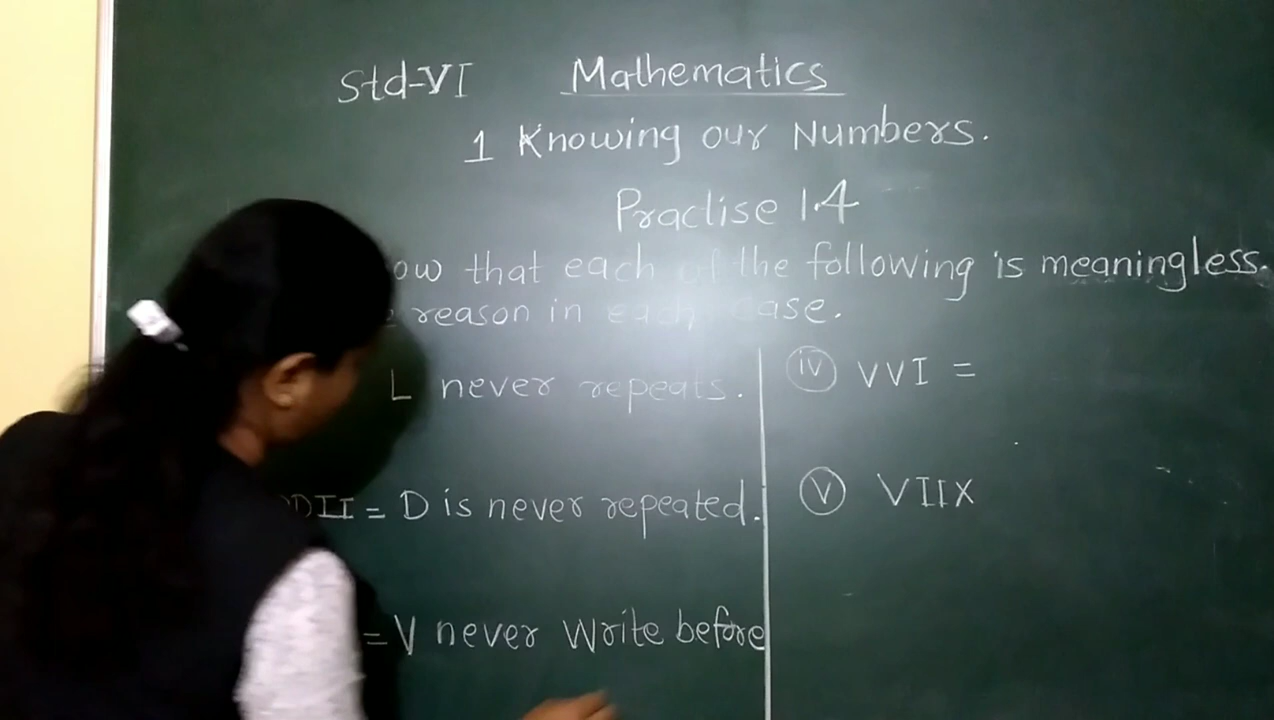 Std-VI Mathematics
1 Knowing our Numbers.
Practise 1.4
ow that each of the following is meaningless.
reason in each case.
L never repeats.
DII = D is never repeated.
= V never Write before
iv VVI =
V VIIX